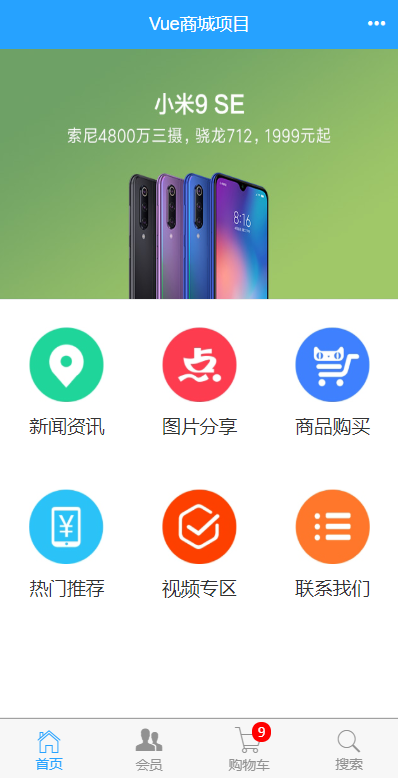 Vue商城项目
小米9 SE
索尼4800万三摄，骁龙712，1999元起
8:16
新闻资讯
图片分享
商品购买
¥
热门推荐
视频专区
联系我们
9
首页
会员
购物车
搜索